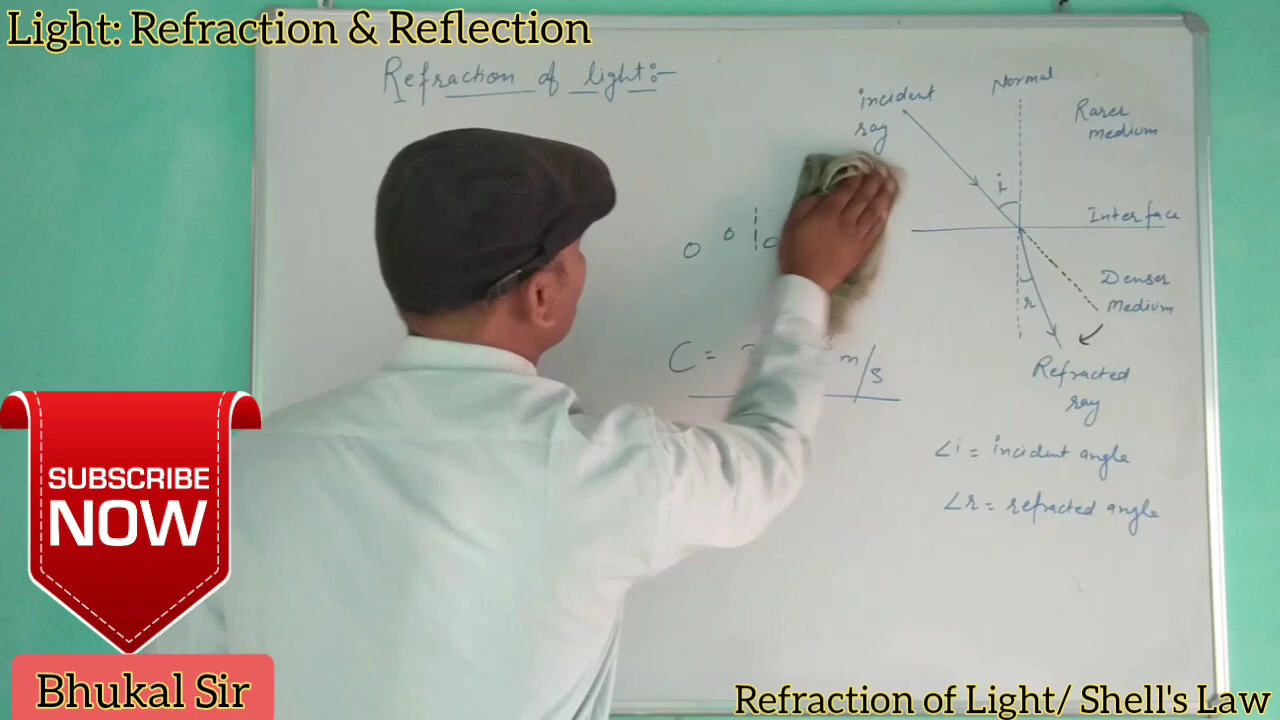 Light: Refraction & Reflection
Refraction of light:-
Normal
incident
ray
Rarer
medium
i
Interface
Denser
medium
r
C = m/s
Refracted
ray
∠i = incident angle
∠r = refracted angle
SUBSCRIBE
NOW
Bhukal Sir
Refraction of Light/ Shell's Law